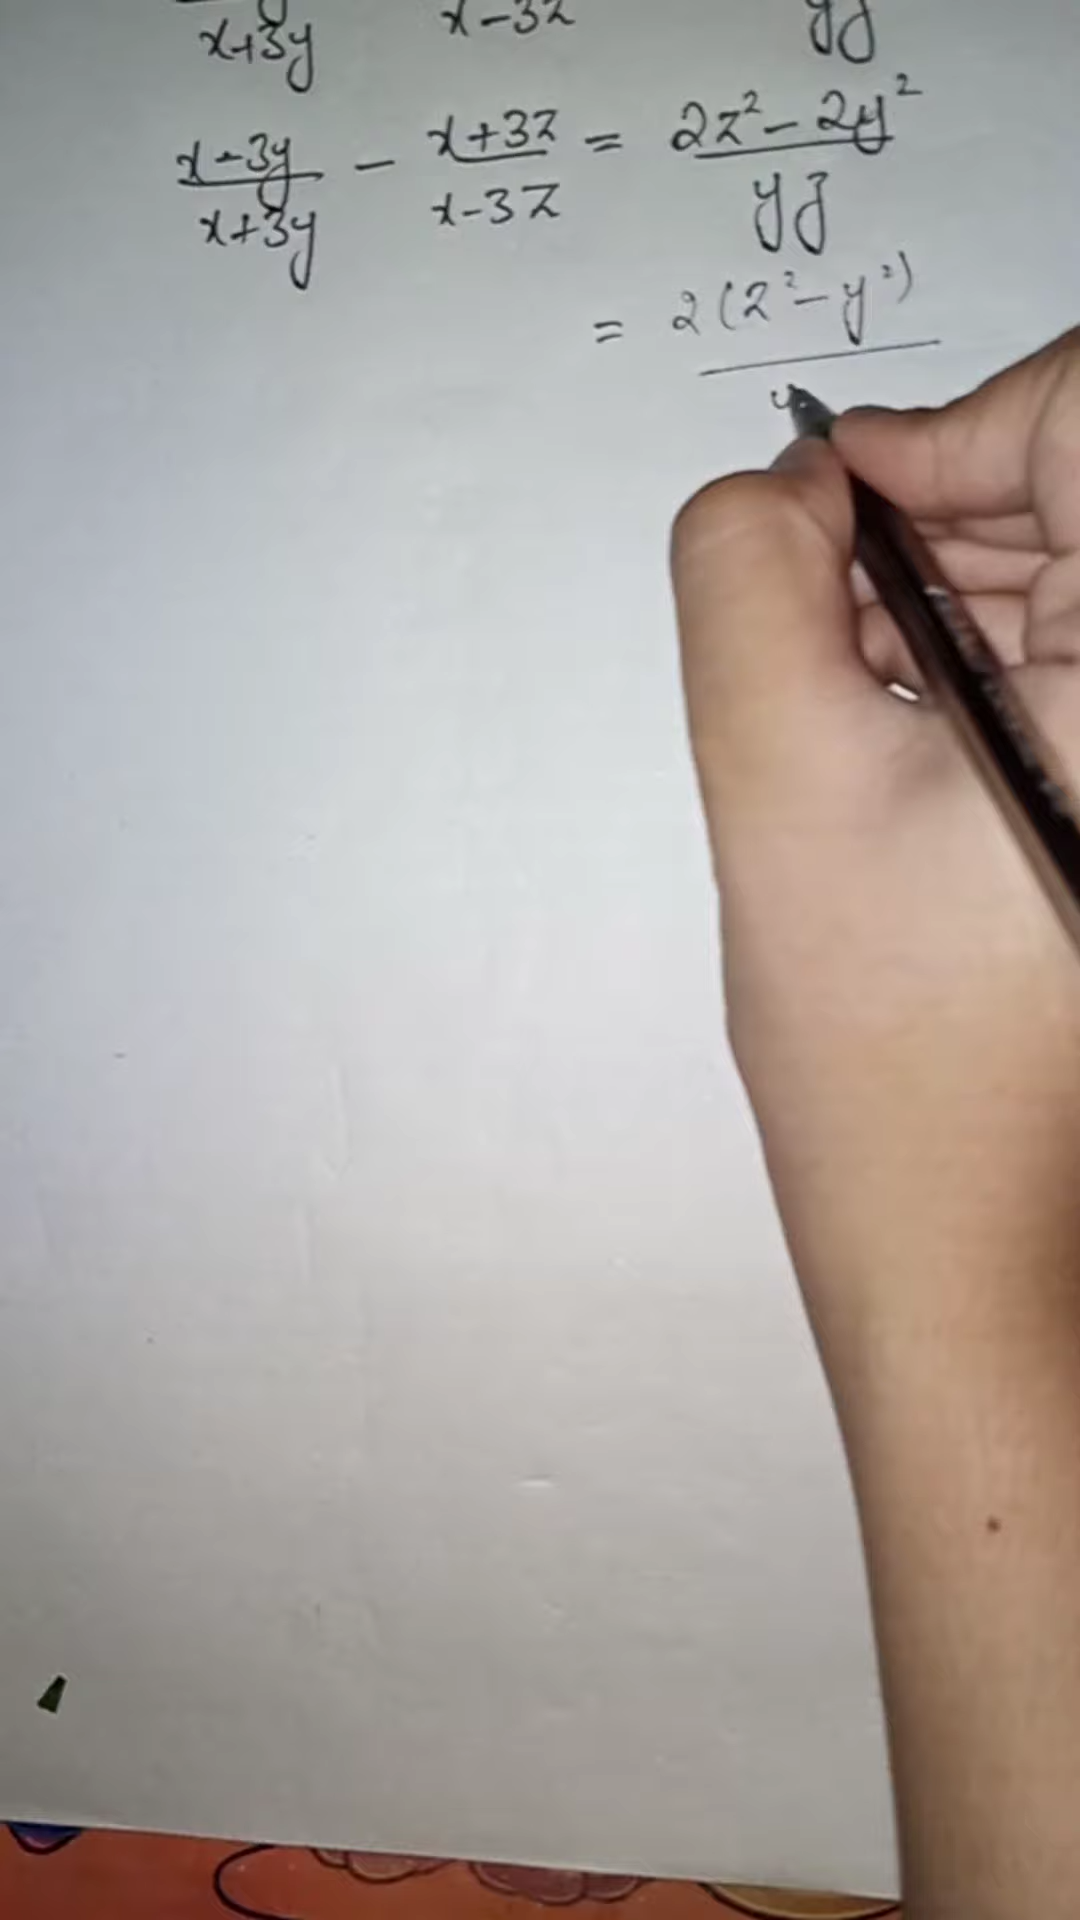 x+3y x-3z yz
(x-3y)/(x+3y) - (x+3z)/(x-3z) = (2z²-2y²)/yz
= 2(z²-y²)/y